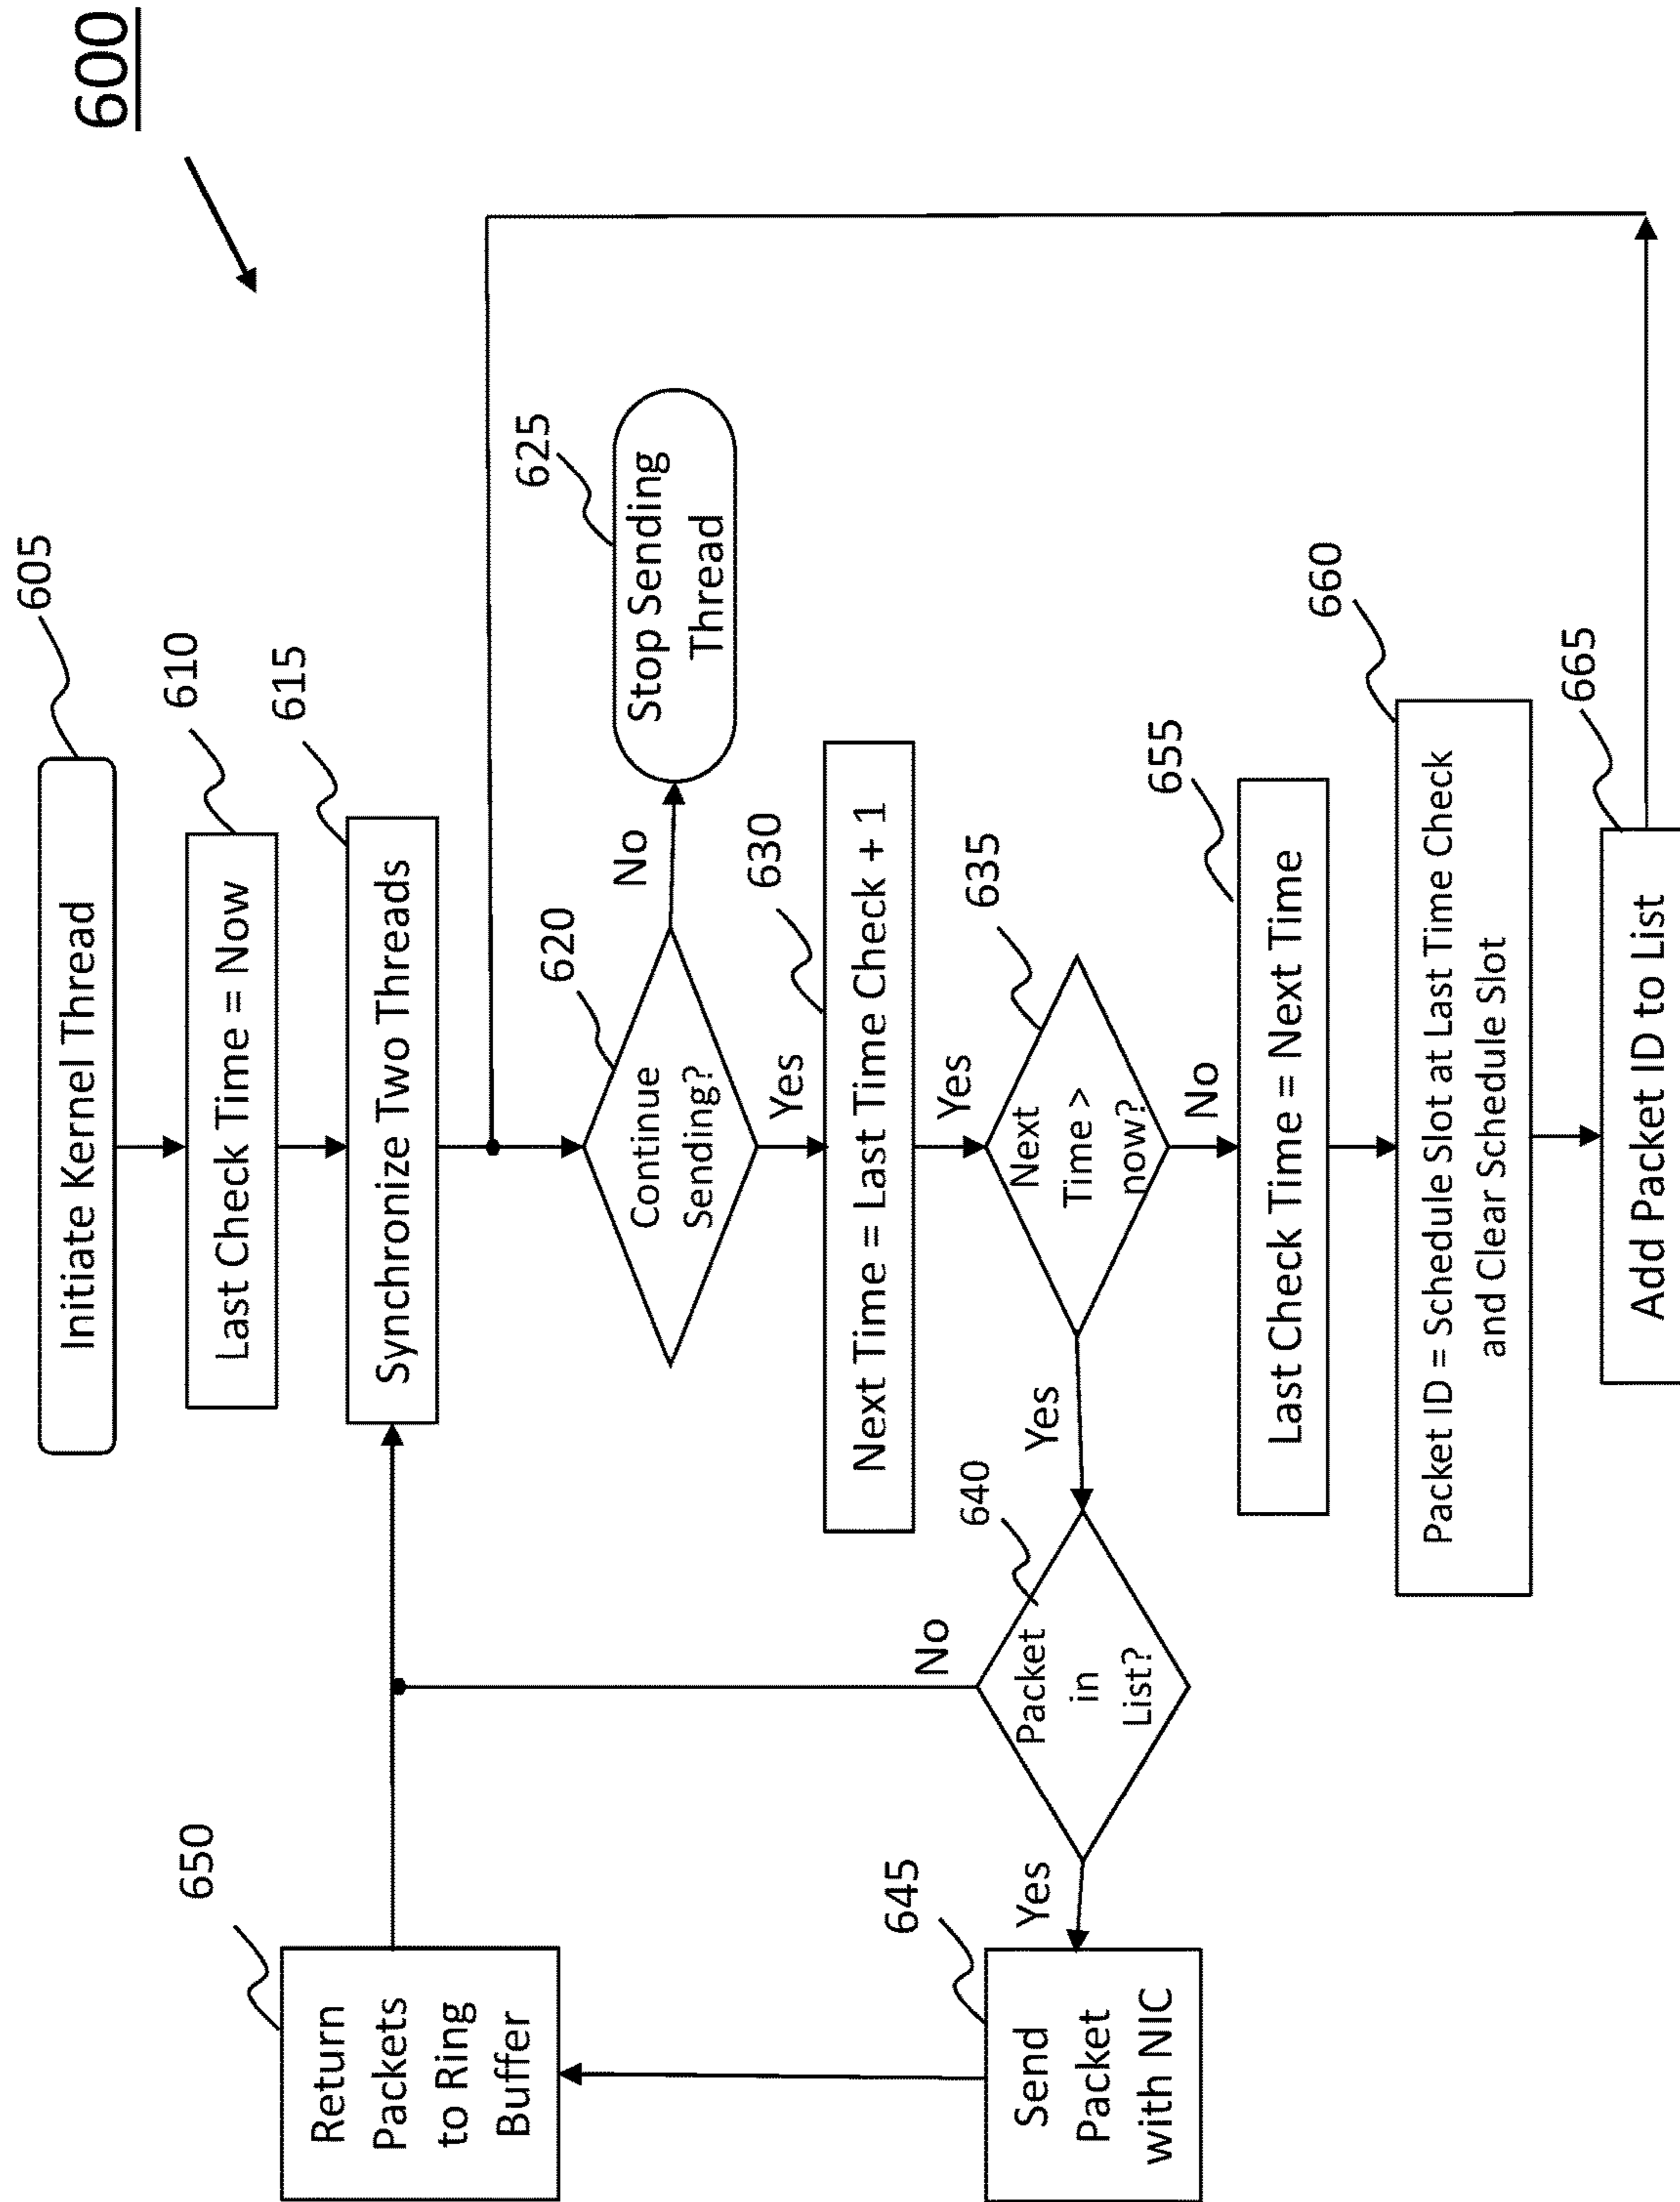 600
Initiate Kernel Thread
605
Last Check Time = Now
610
Synchronize Two Threads
615
Continue
Sending?
620
No
Stop Sending
Thread
625
Yes
Next Time = Last Time Check + 1
630
Yes
Next
Time >
now?
635
Yes
Packet
in
List?
640
No
Yes
Send
Packet
with NIC
645
Return
Packets
to Ring
Buffer
650
No
Last Check Time = Next Time
655
Packet ID = Schedule Slot at Last Time Check
and Clear Schedule Slot
660
Add Packet ID to List
665